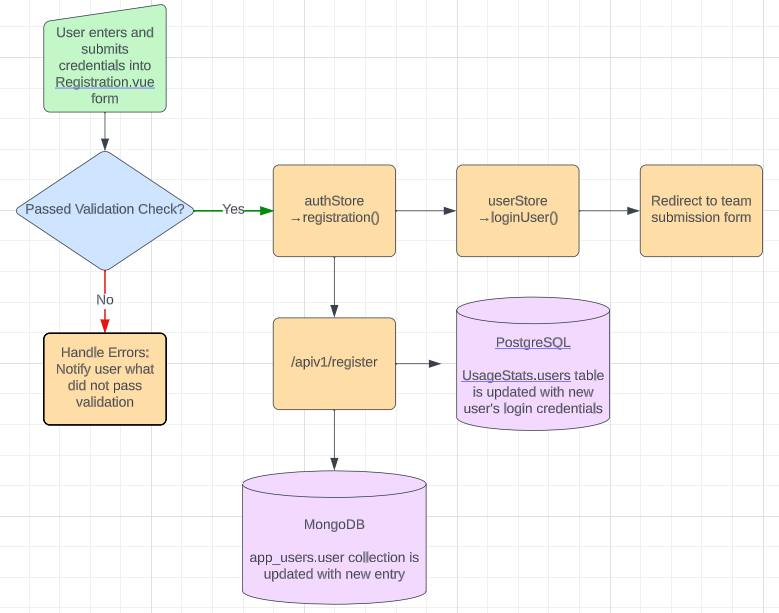 User enters and
submits
credentials into
Registration.vue
form
Passed Validation Check?
Yes
authStore
→registration()
userStore
→loginUser()
Redirect to team
submission form
No
Handle Errors:
Notify user what
did not pass
validation
/apiv1/register
PostgreSQL
UsageStats.users table
is updated with new
user's login credentials
MongoDB
app_users.user collection is
updated with new entry